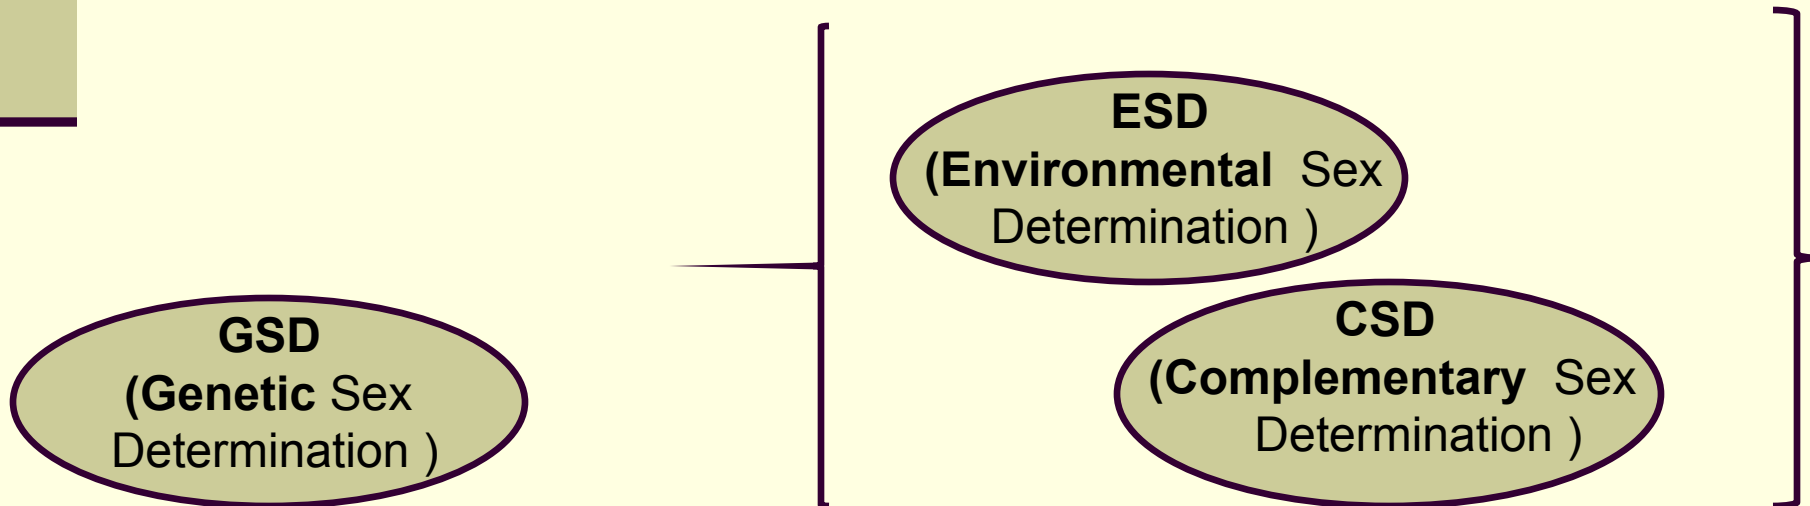 ESD
(Environmental Sex
Determination )
CSD
(Complementary Sex
Determination )
GSD
(Genetic Sex
Determination )